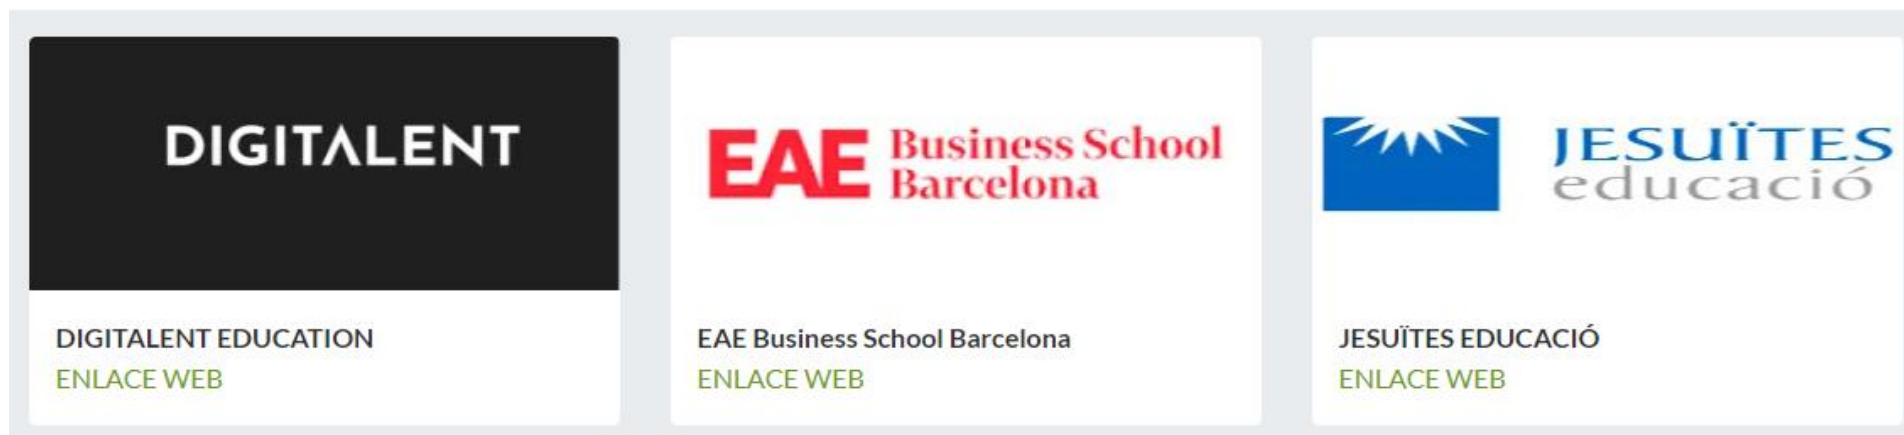 DIGITALENT
DIGITALENT EDUCATION
ENLACE WEB
EAE Business School
Barcelona
EAE Business School Barcelona
ENLACE WEB
JESUÏTES
educació
JESUÏTES EDUCACIÓ
ENLACE WEB